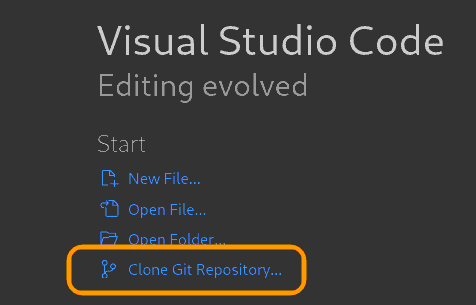 Visual Studio Code
Editing evolved
Start
New File...
Open File...
Open Folder...
Clone Git Repository...